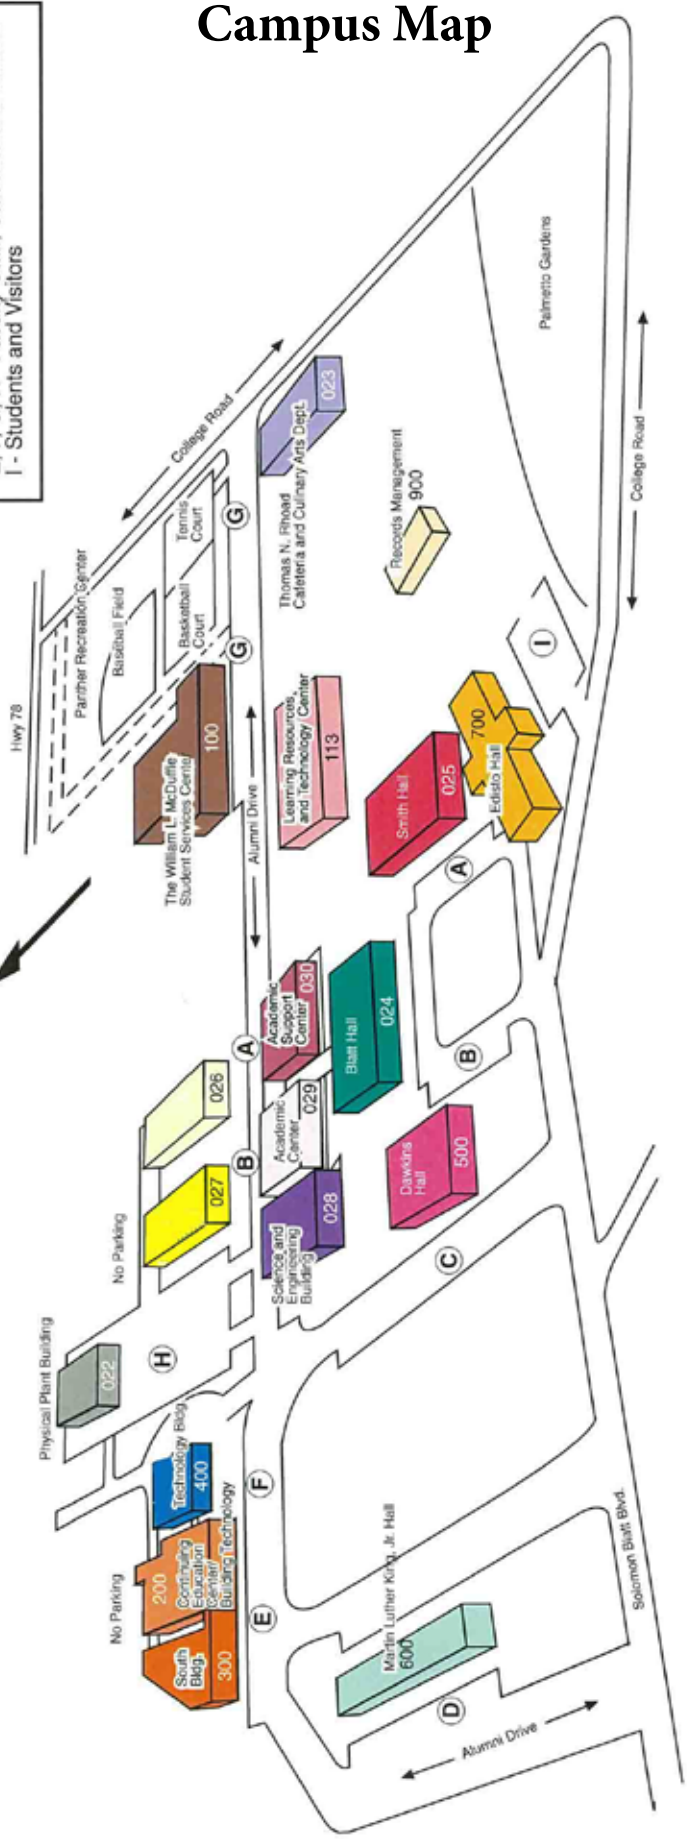 Campus Map
I - Students and Visitors
Hwy 78
College Road
Palmetto Gardens
College Road
Panther Recreation Center
Baseball Field
Tennis
Court
Basketball
Court
G
G
023
Thomas N. Rhoad
Cafeteria and Culinary Arts Dept.
Records Management
900
I
100
The William L. McDuffie
Student Services Cente
Alumni Drive
Learning Resources
and Technology Center
113
Smith Hall
025
700
Edisto Hall
A
Academic
Support
Center
030
Blatt Hall
024
B
A
026
B
027
Academic
Center
029
Science and
Engineering
Building
028
Dawkins
Hall
500
C
No Parking
Physical Plant Building
022
H
Technology Bldg.
400
F
200
Continuing
Education
Center/
Building Technology
No Parking
South
Bldg.
300
E
Martin Luther King, Jr. Hall
600
D
Alumni Drive
Solomon Blatt Blvd.